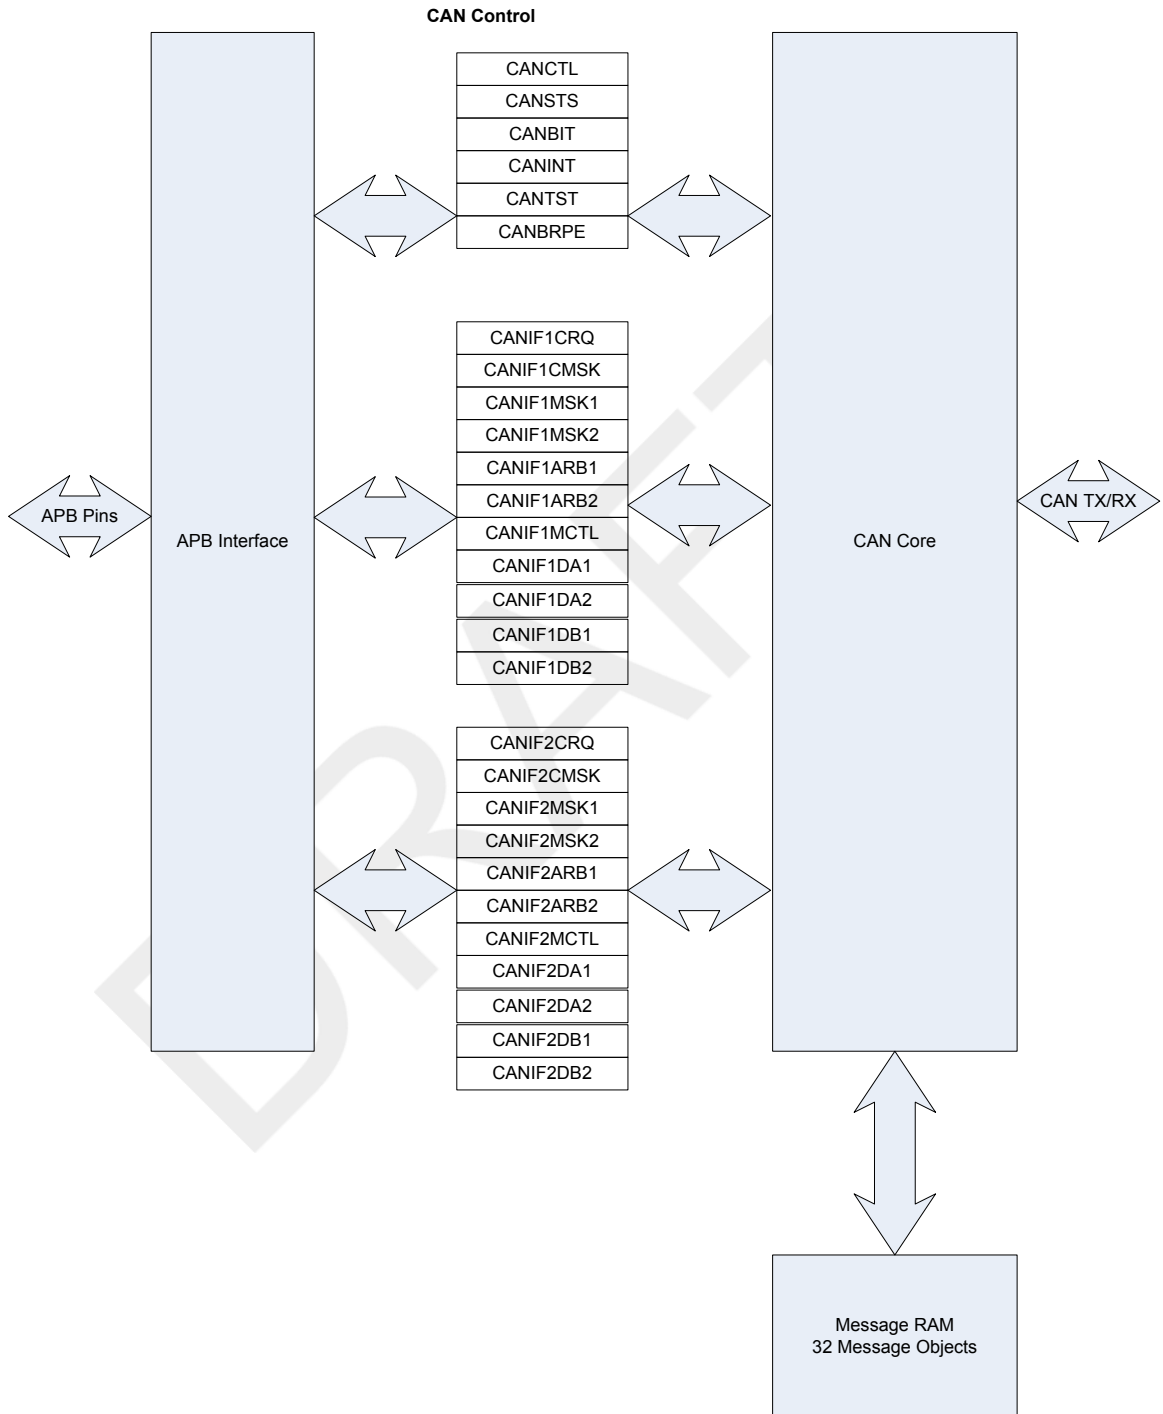 CAN Control
CANCTL
CANSTS
CANBIT
CANINT
CANTST
CANBRPE
CANIF1CRQ
CANIF1CMSK
CANIF1MSK1
CANIF1MSK2
CANIF1ARB1
CANIF1ARB2
CANIF1MCTL
CANIF1DA1
CANIF1DA2
CANIF1DB1
CANIF1DB2
APB Pins
APB Interface
CAN Core
CAN TX/RX
CANIF2CRQ
CANIF2CMSK
CANIF2MSK1
CANIF2MSK2
CANIF2ARB1
CANIF2ARB2
CANIF2MCTL
CANIF2DA1
CANIF2DA2
CANIF2DB1
CANIF2DB2
Message RAM
32 Message Objects
DRAFT